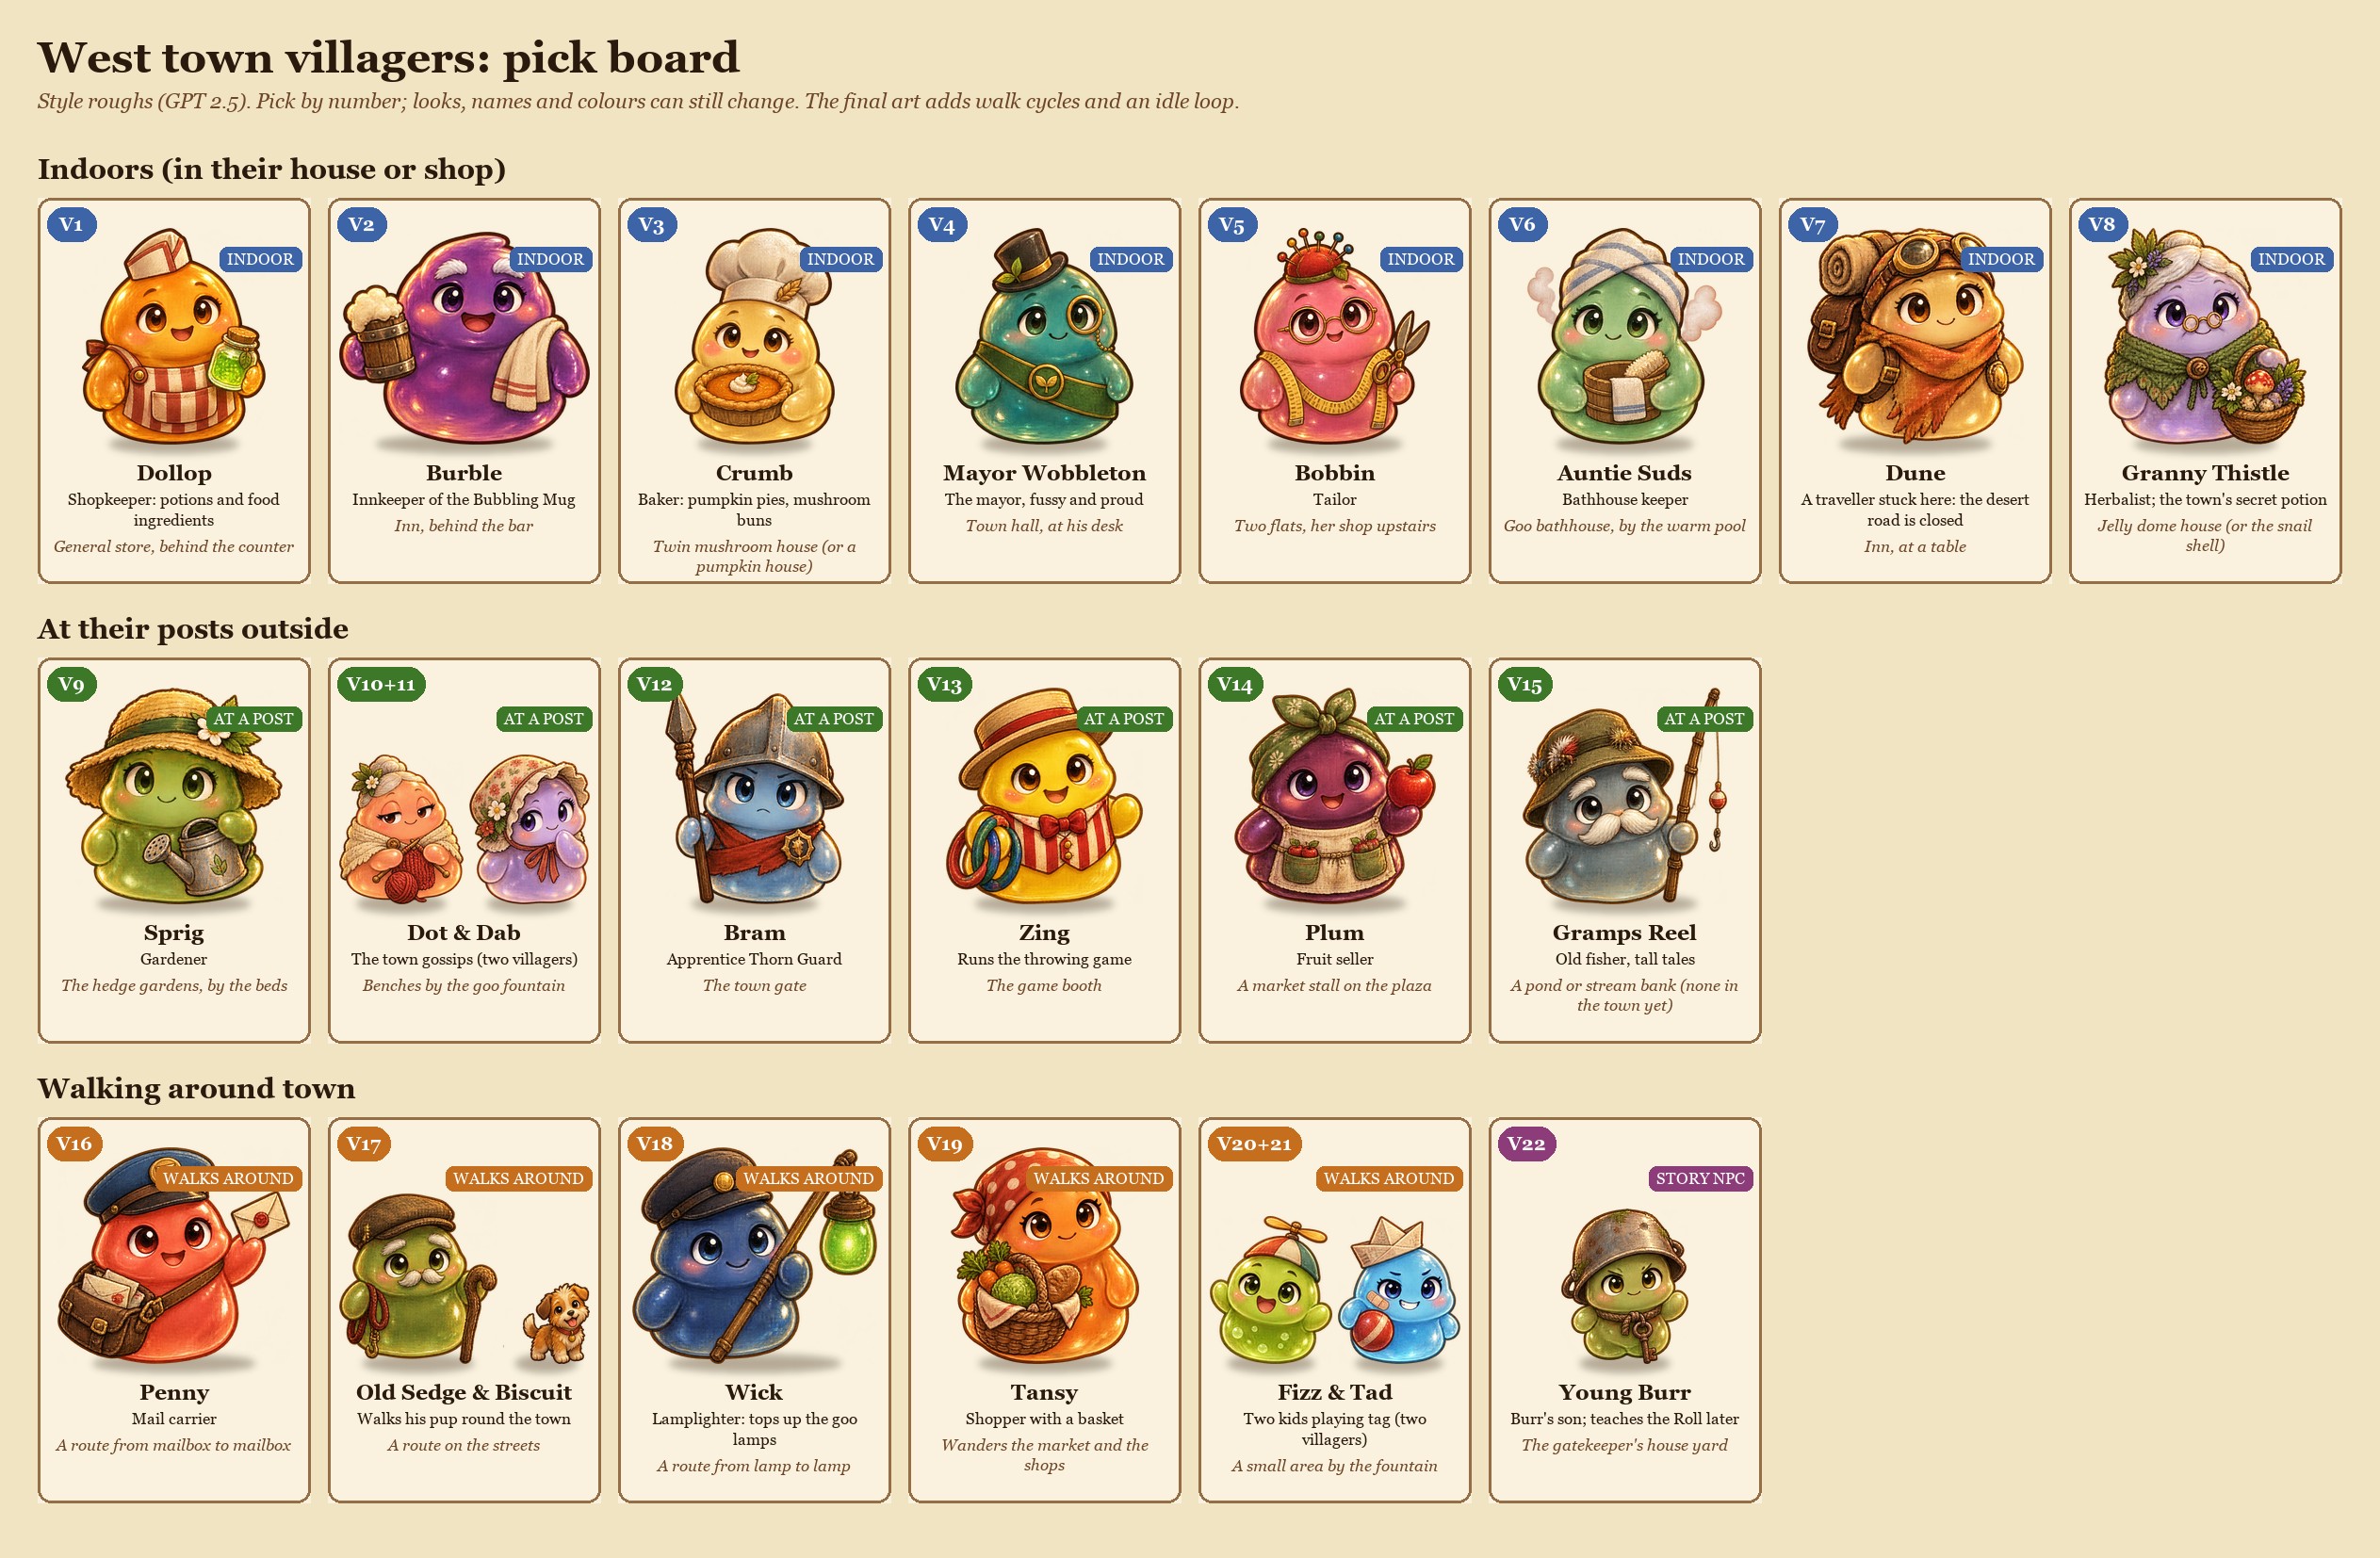 West town villagers: pick board
Style roughs (GPT 2.5). Pick by number; looks, names and colours can still change. The final art adds walk cycles and an idle loop.
Indoors (in their house or shop)
V1
INDOOR
Dollop
Shopkeeper: potions and food
ingredients
General store, behind the counter
V2
INDOOR
Burble
Innkeeper of the Bubbling Mug
Inn, behind the bar
V3
INDOOR
Crumb
Baker: pumpkin pies, mushroom
buns
Twin mushroom house (or a
pumpkin house)
V4
INDOOR
Mayor Wobbleton
The mayor, fussy and proud
Town hall, at his desk
V5
INDOOR
Bobbin
Tailor
Two flats, her shop upstairs
V6
INDOOR
Auntie Suds
Bathhouse keeper
Goo bathhouse, by the warm pool
V7
INDOOR
Dune
A traveller stuck here: the desert
road is closed
Inn, at a table
V8
INDOOR
Granny Thistle
Herbalist; the town's secret potion
Jelly dome house (or the snail
shell)
At their posts outside
V9
AT A POST
Sprig
Gardener
The hedge gardens, by the beds
V10+11
AT A POST
Dot & Dab
The town gossips (two villagers)
Benches by the goo fountain
V12
AT A POST
Bram
Apprentice Thorn Guard
The town gate
V13
AT A POST
Zing
Runs the throwing game
The game booth
V14
AT A POST
Plum
Fruit seller
A market stall on the plaza
V15
AT A POST
Gramps Reel
Old fisher, tall tales
A pond or stream bank (none in
the town yet)
Walking around town
V16
WALKS AROUND
Penny
Mail carrier
A route from mailbox to mailbox
V17
WALKS AROUND
Old Sedge & Biscuit
Walks his pup round the town
A route on the streets
V18
WALKS AROUND
Wick
Lamplighter: tops up the goo
lamps
A route from lamp to lamp
V19
WALKS AROUND
Tansy
Shopper with a basket
Wanders the market and the
shops
V20+21
WALKS AROUND
Fizz & Tad
Two kids playing tag (two
villagers)
A small area by the fountain
V22
STORY NPC
Young Burr
Burr's son; teaches the Roll later
The gatekeeper's house yard